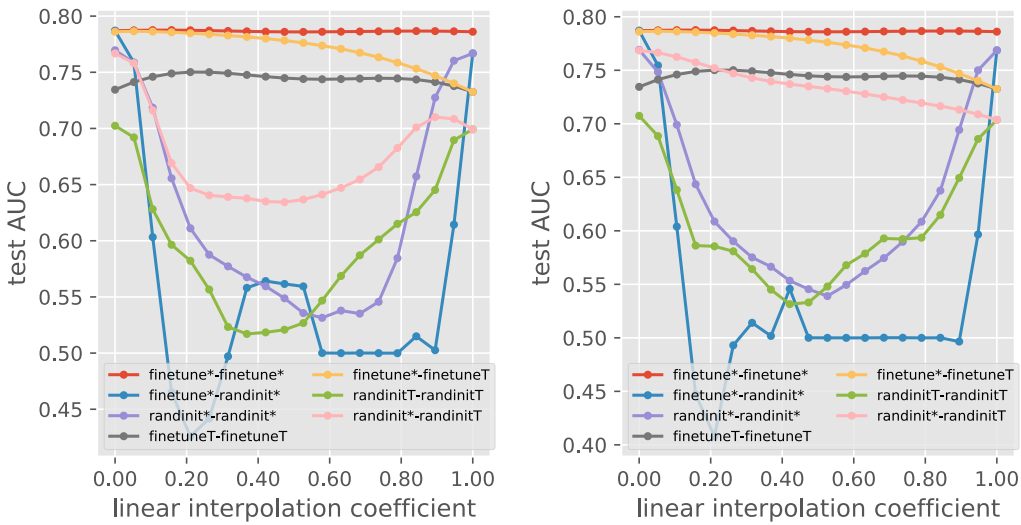 0.80
0.75
0.70
0.65
0.60
0.55
0.50
0.45
test AUC
finetune*-finetune*
finetune*-randinit*
randinit*-randinit*
finetuneT-finetuneT
finetune*-finetuneT
randinitT-randinitT
randinit*-randinitT
0.00 0.20 0.40 0.60 0.80 1.00
linear interpolation coefficient
0.80
0.75
0.70
0.65
0.60
0.55
0.50
0.45
0.40
test AUC
finetune*-finetune*
finetune*-randinit*
randinit*-randinit*
finetuneT-finetuneT
finetune*-finetuneT
randinitT-randinitT
randinit*-randinitT
0.00 0.20 0.40 0.60 0.80 1.00
linear interpolation coefficient